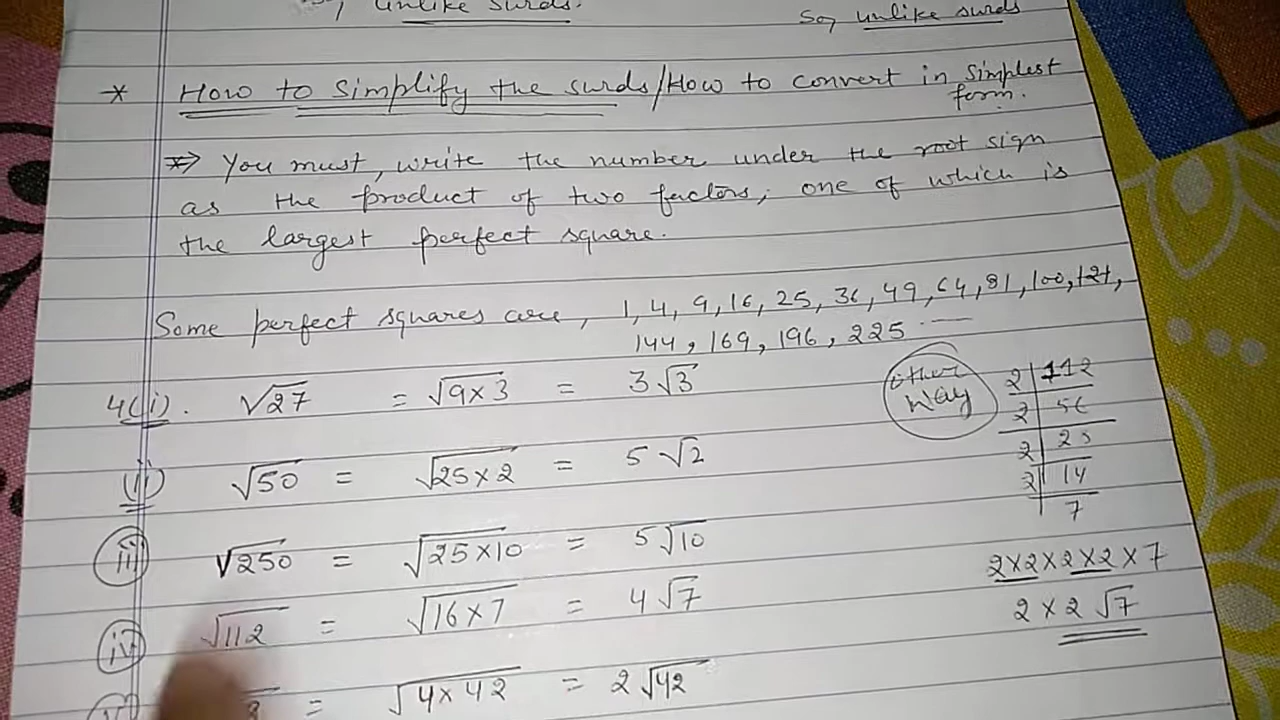 unlike surds.
So, unlike surds
* How to simplify the surds/How to convert in simplest
form.
*⇒ You must, write the number under the root sign
as the product of two factors, one of which is
the largest perfect square.
Some perfect squares are, 1, 4, 9, 16, 25, 36, 49, 64, 81, 100, 121,
144, 169, 196, 225 ......
4(i). √27 = √9×3 = 3√3
(ii) √50 = √25×2 = 5√2
(iii) √250 = √25×10 = 5√10
(iv) √112 = √16×7 = 4√7
(v) 8 = √4×42 = 2√42
other
way
2 | 112
2 | 56
2 | 28
2 | 14
7
2×2×2×2×7
2×2√7